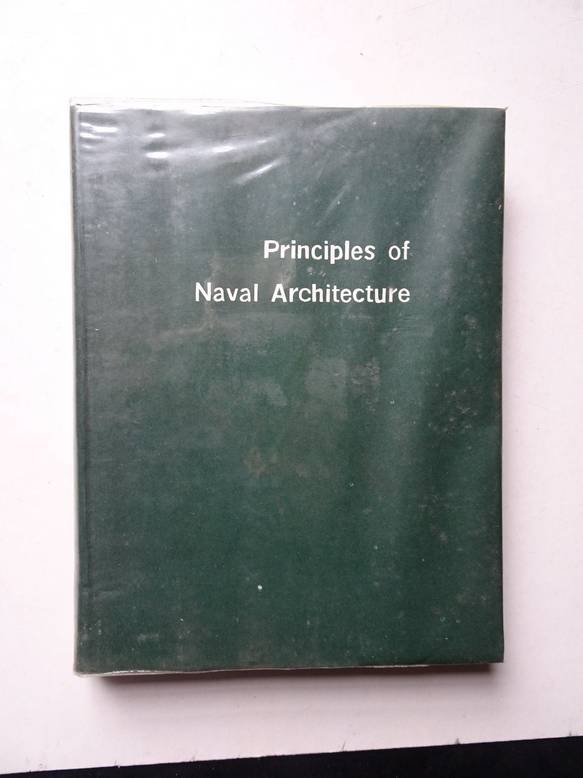 Principles of
Naval Architecture